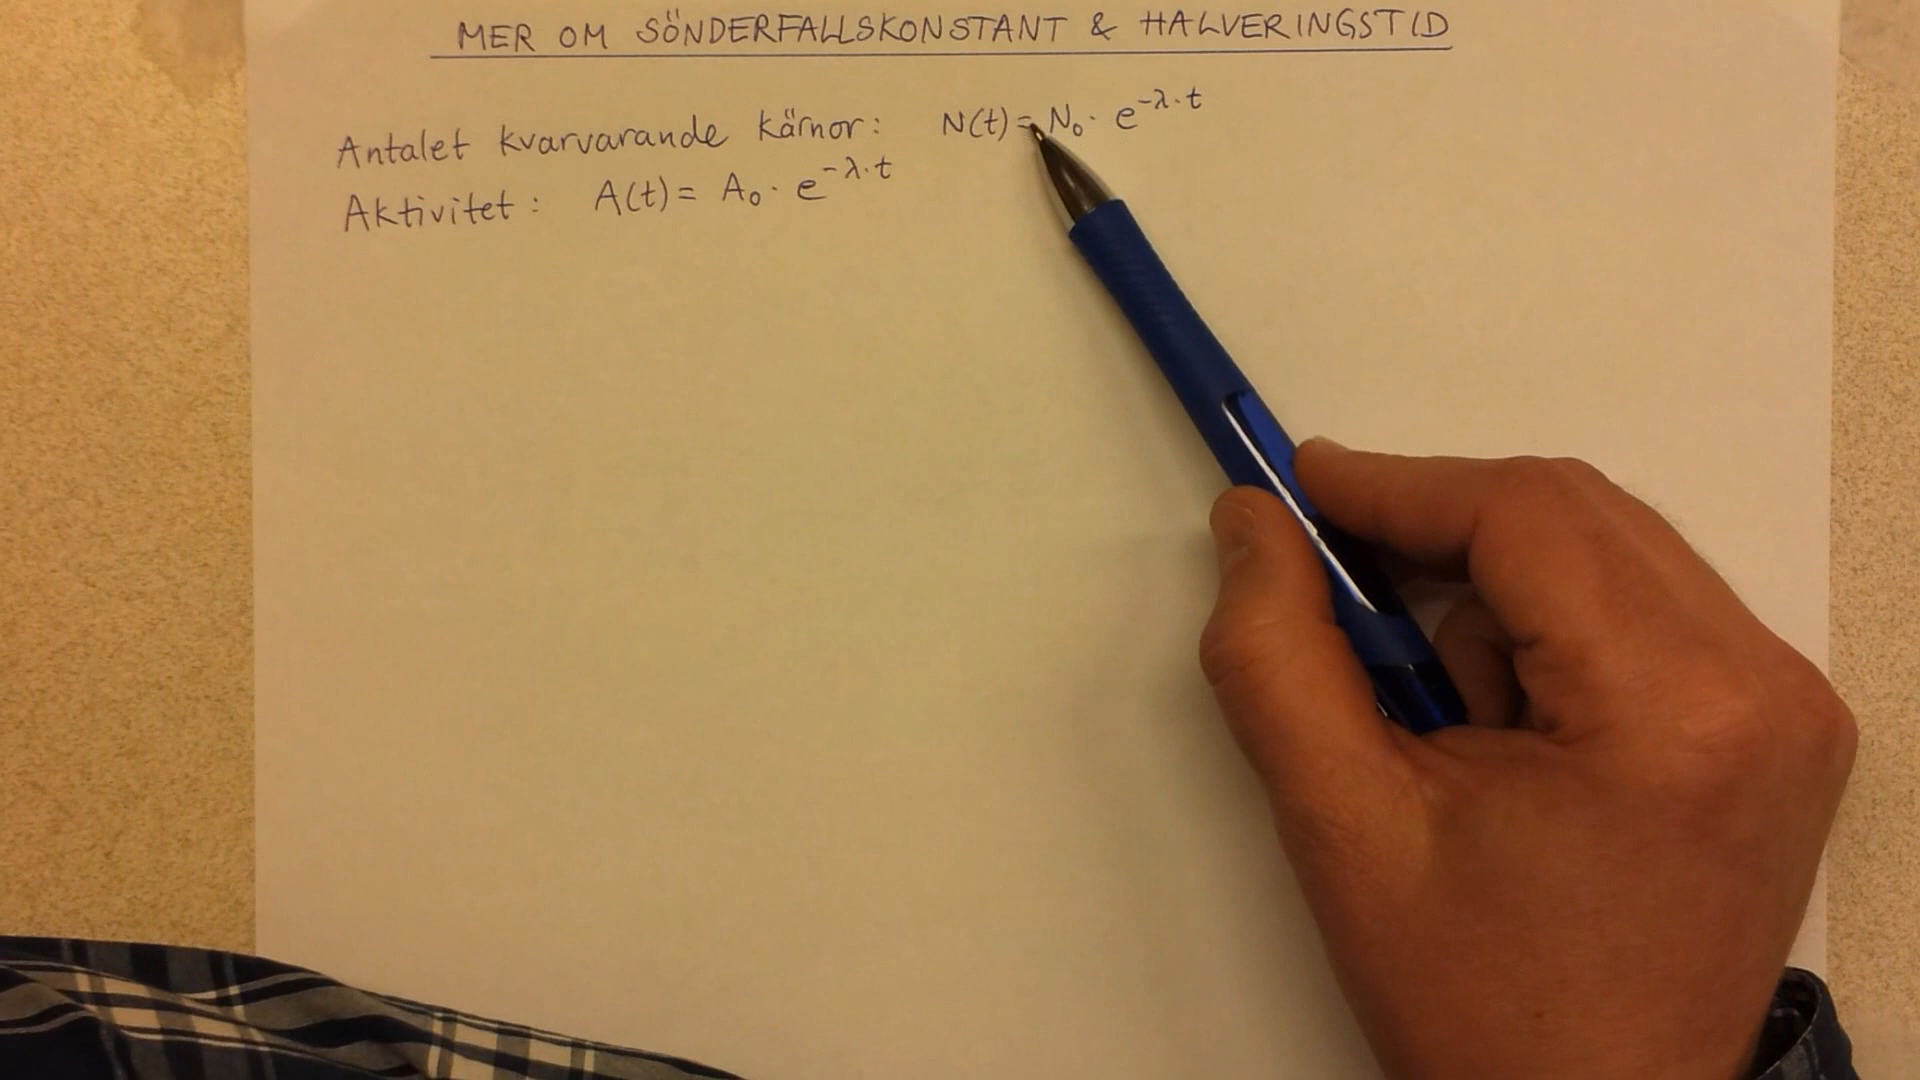 MER OM SÖNDERFALLSKONSTANT & HALVERINGSTID
Antalet kvarvarande kärnor: N(t) = N₀ · e^(-λ·t)
Aktivitet: A(t) = A₀ · e^(-λ·t)